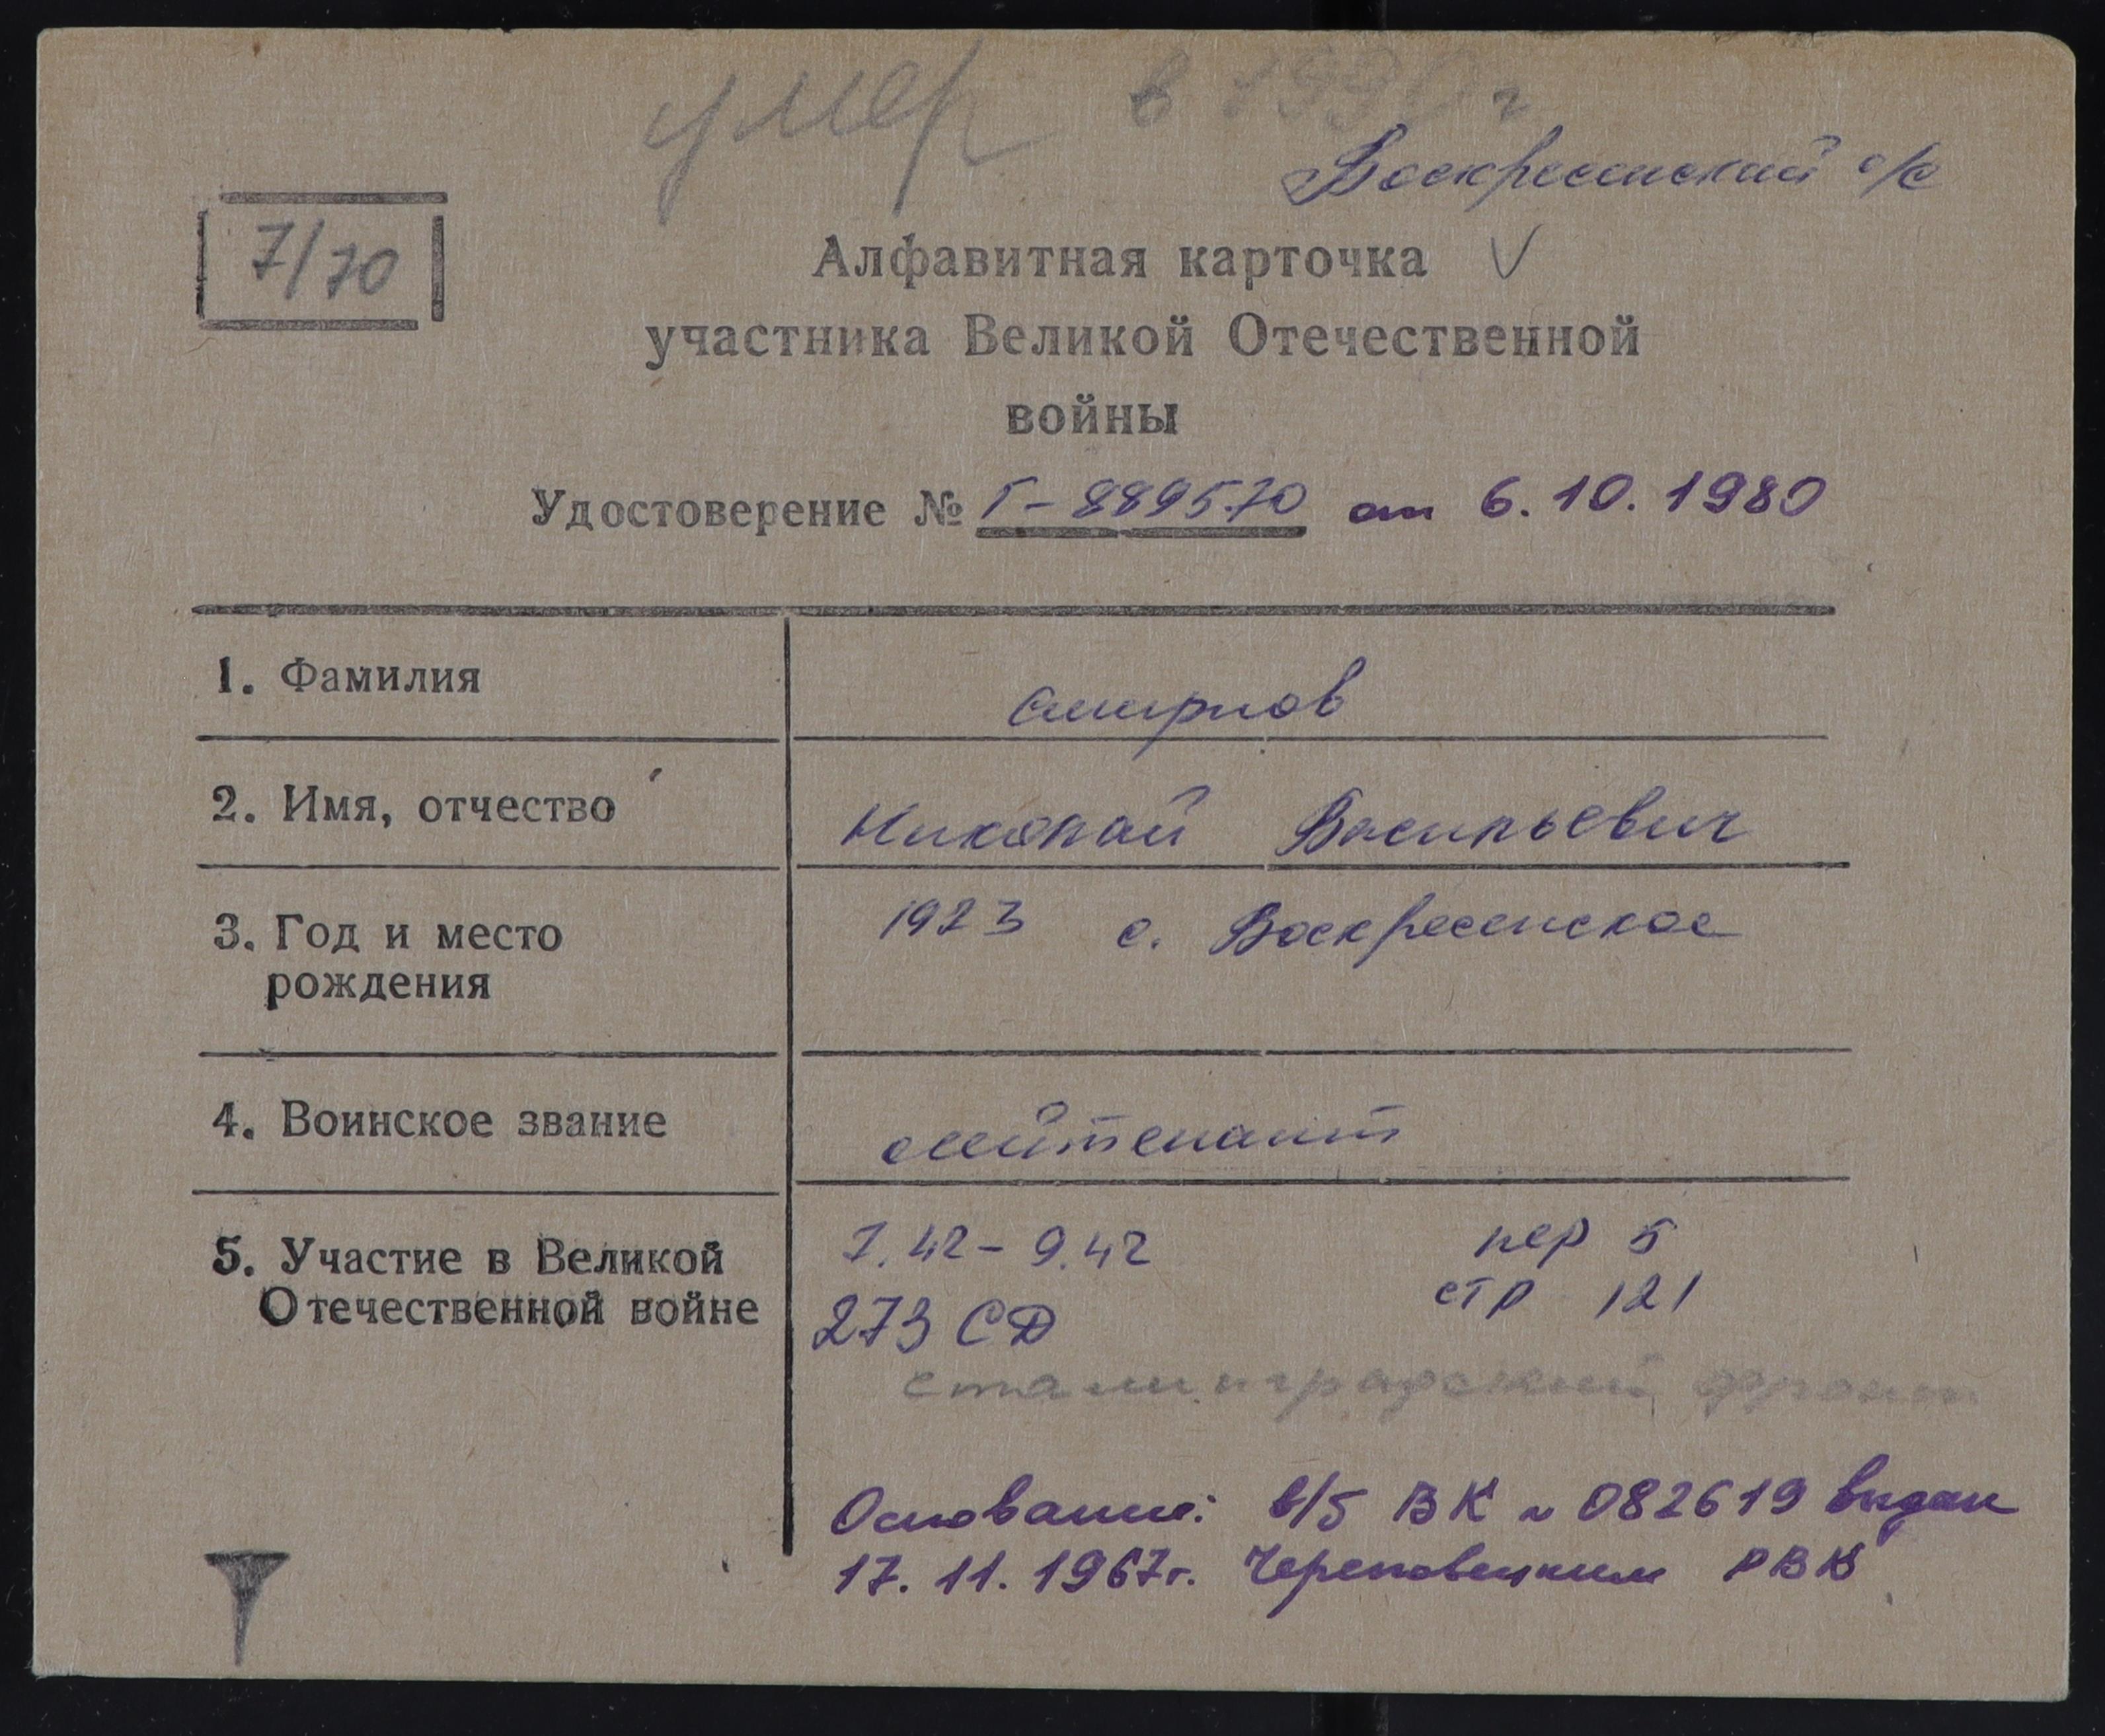 умер в 1990 г
Воскресенский с/с
7/70
Алфавитная карточка V
участника Великой Отечественной
войны
Удостоверение № Г-889570 от 6.10.1980
1. Фамилия Смирнов
2. Имя, отчество Николай Васильевич
3. Год и место 1923 с. Воскресенское
рождения
4. Воинское звание лейтенант
5. Участие в Великой 7.42-9.42 пер 5
Отечественной войне 273 СД стр 121
сталинградский фронт
Основание: в/б ВК № 082619 выдан
17.11.1967г. Череповецким РВК